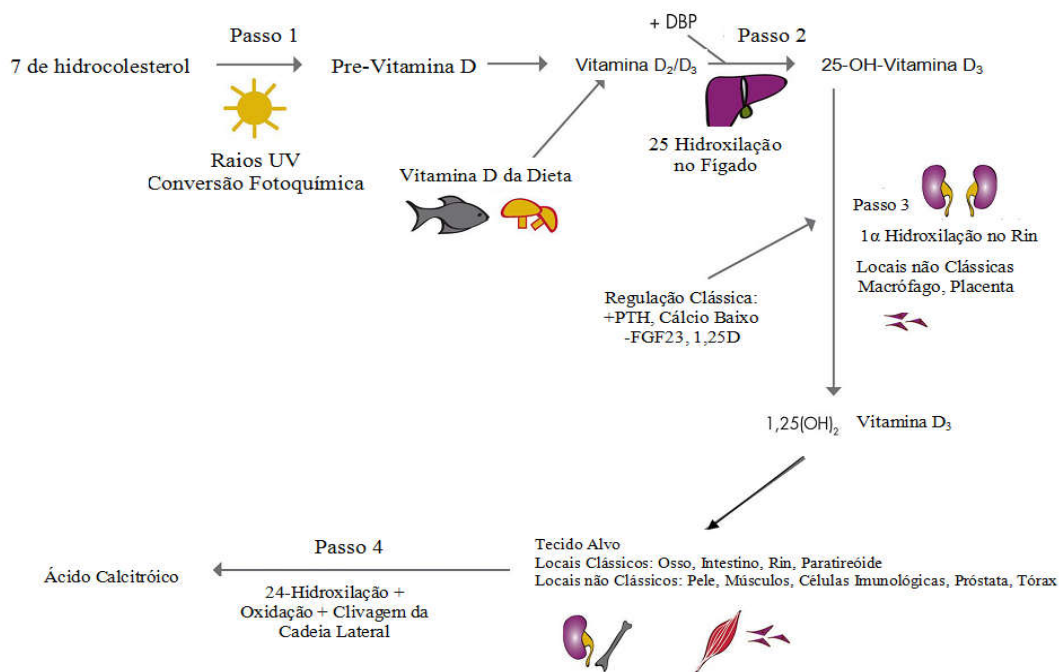 Passo 1
7 de hidrocolesterol
Pre-Vitamina D
Raios UV
Conversão Fotoquímica
Vitamina D da Dieta
Vitamina D₂/D₃
+ DBP
Passo 2
25 Hidroxilação
no Fígado
25-OH-Vitamina D₃
Passo 3
1α Hidroxilação no Rin
Locais não Clássicas
Macrófago, Placenta
Regulação Clássica:
+PTH, Cálcio Baixo
-FGF23, 1,25D
1,25(OH)₂ Vitamina D₃
Tecido Alvo
Locais Clássicos: Osso, Intestino, Rin, Paratireóide
Locais não Clássicos: Pele, Músculos, Células Imunológicas, Próstata, Tórax
Passo 4
24-Hidroxilação +
Oxidação + Clivagem da
Cadeia Lateral
Ácido Calcitróico